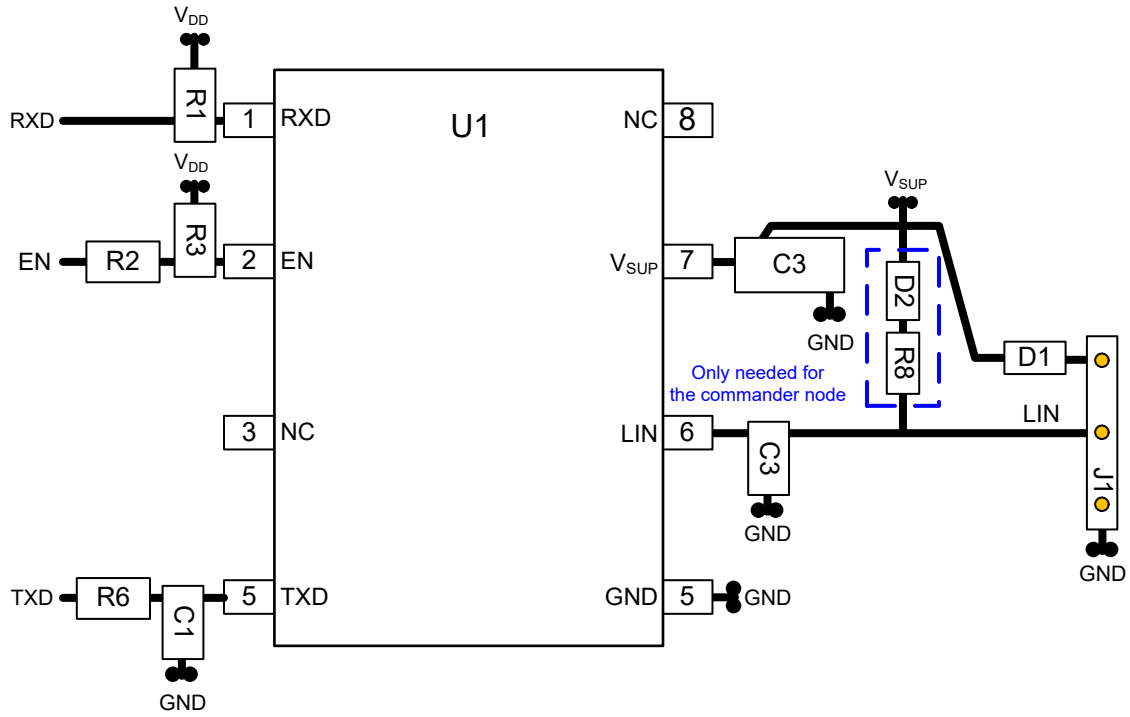 VDD
R1
RXD
1
RXD
U1
NC
8
VDD
R3
EN
R2
2
EN
VSUP
7
C3
GND
VSUP
D2
R8
D1
Only needed for
the commander node
3
NC
LIN
6
C3
GND
LIN
J1
GND
TXD
R6
C1
GND
5
TXD
GND
5
GND